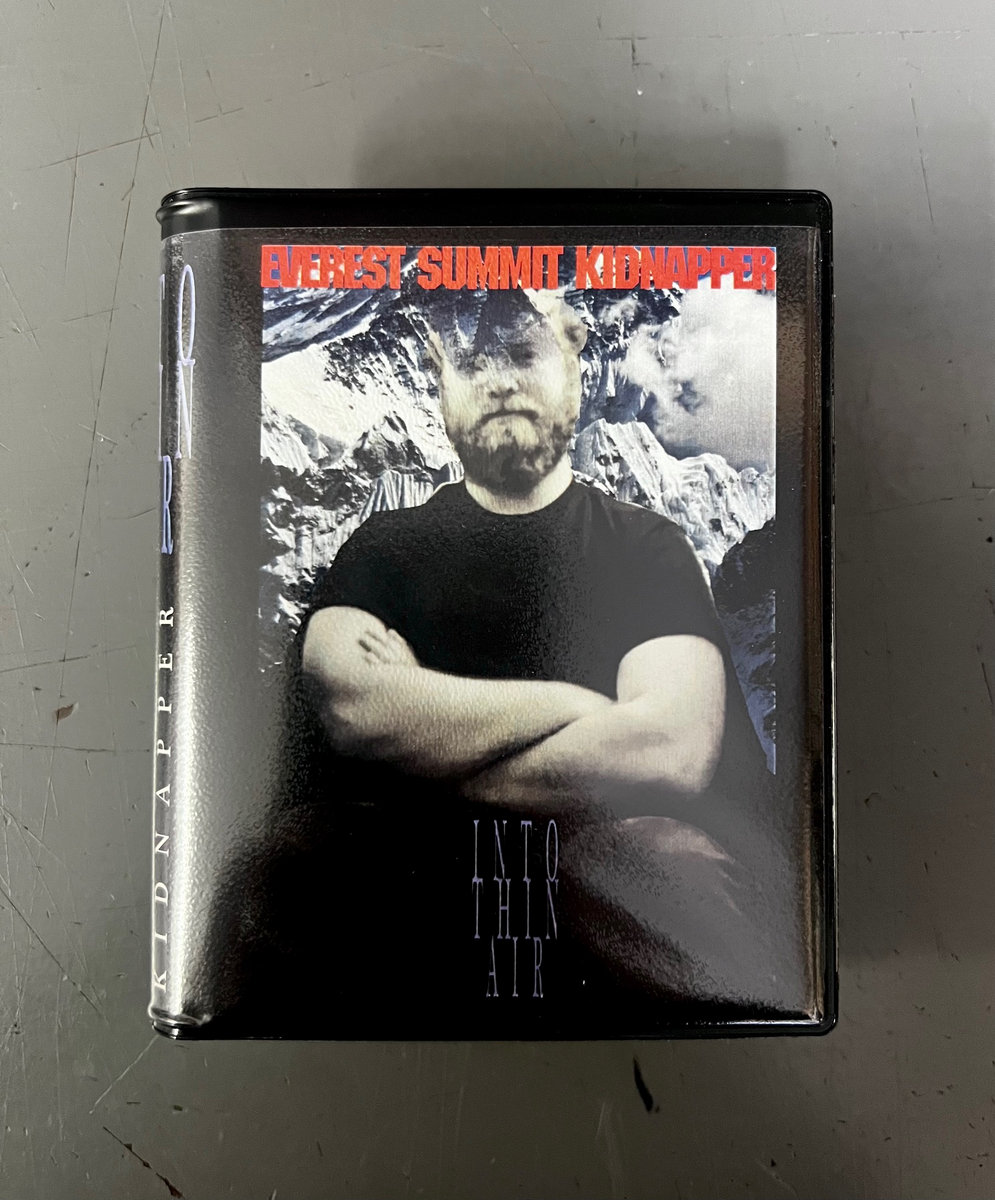 EVEREST SUMMIT KIDNAPPER
INTO
THIN
AIR
KIDNAPPER